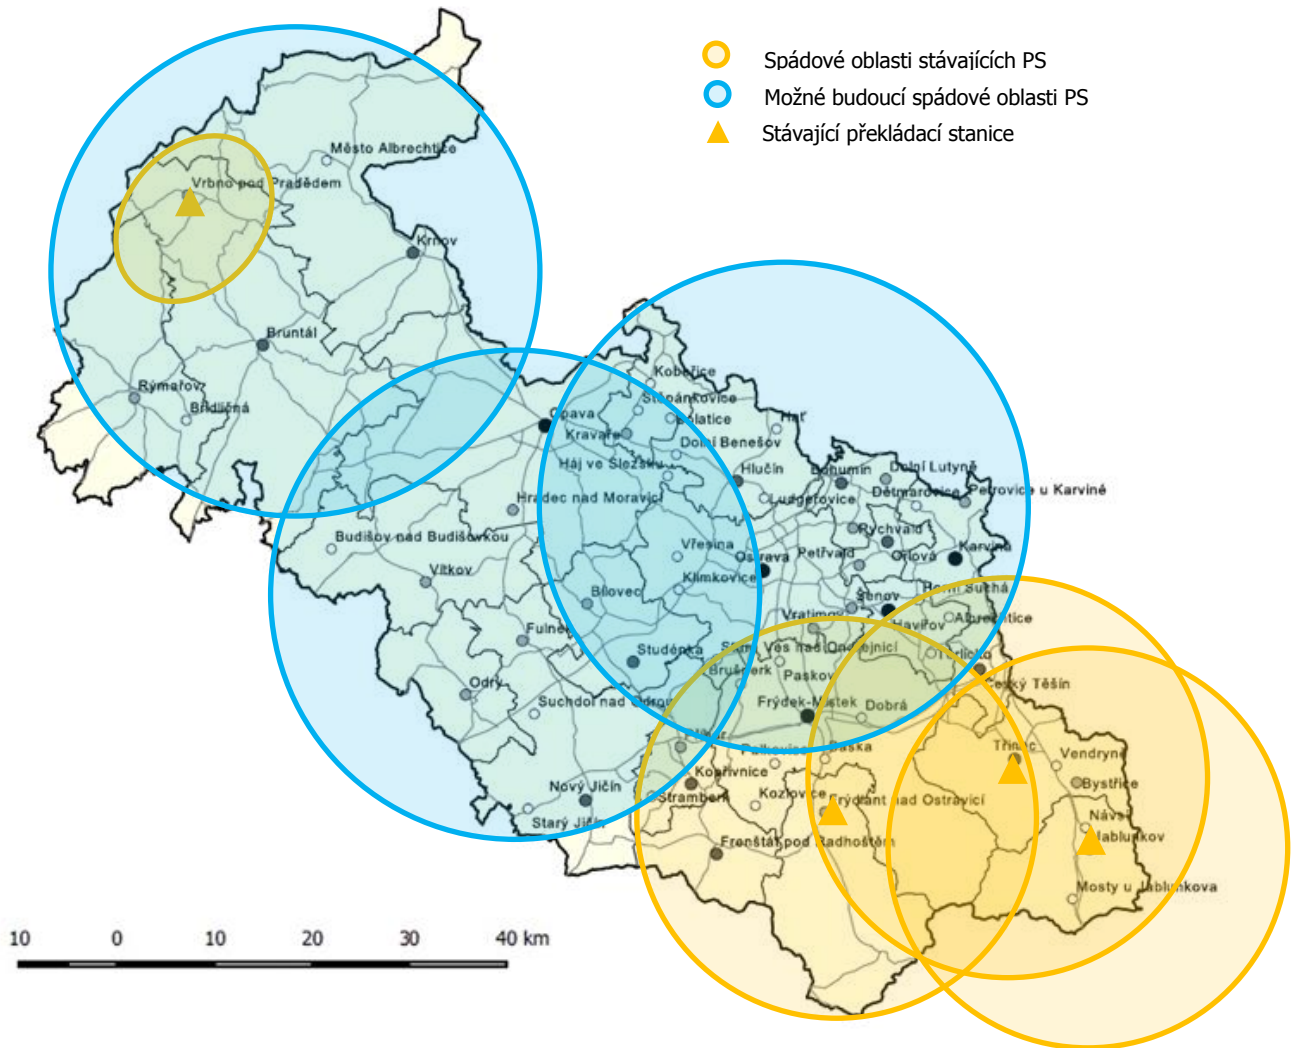 Spádové oblasti stávajících PS
Možné budoucí spádové oblasti PS
Stávající překládací stanice
Město Albrechtice
Vrbno pod Pradědem
Krnov
Bruntál
Rýmařov
Břidličná
Kobeřice
Štěpánkovice
Bolatice
Hať
Opava
Kravaře
Dolní Benešov
Háj ve Slezsku
Hlučín
Bohumín
Dolní Lutyně
Ludgeřovice
Dětmarovice
Petrovice u Karviné
Hradec nad Moravicí
Budišov nad Budišovkou
Rychvald
Vřesina
Ostrava
Petřvald
Orlová
Karviná
Vítkov
Klimkovice
Bílovec
Šenov
Horní Suchá
Vratimov
Havířov
Albrechtice
Fulnek
Studénka
Stará Ves nad Ondřejnicí
Těrlicko
Brušperk
Paskov
Český Těšín
Odry
Suchdol nad Odrou
Frýdek-Místek
Dobrá
Příbor
Palkovice
Baška
Třinec
Vendryně
Kopřivnice
Bystřice
Nový Jičín
Štramberk
Kozlovice
Frýdlant nad Ostravicí
Starý Jičín
Návsí
Jablunkov
Frenštát pod Radhoštěm
Mosty u Jablunkova
10 0 10 20 30 40 km